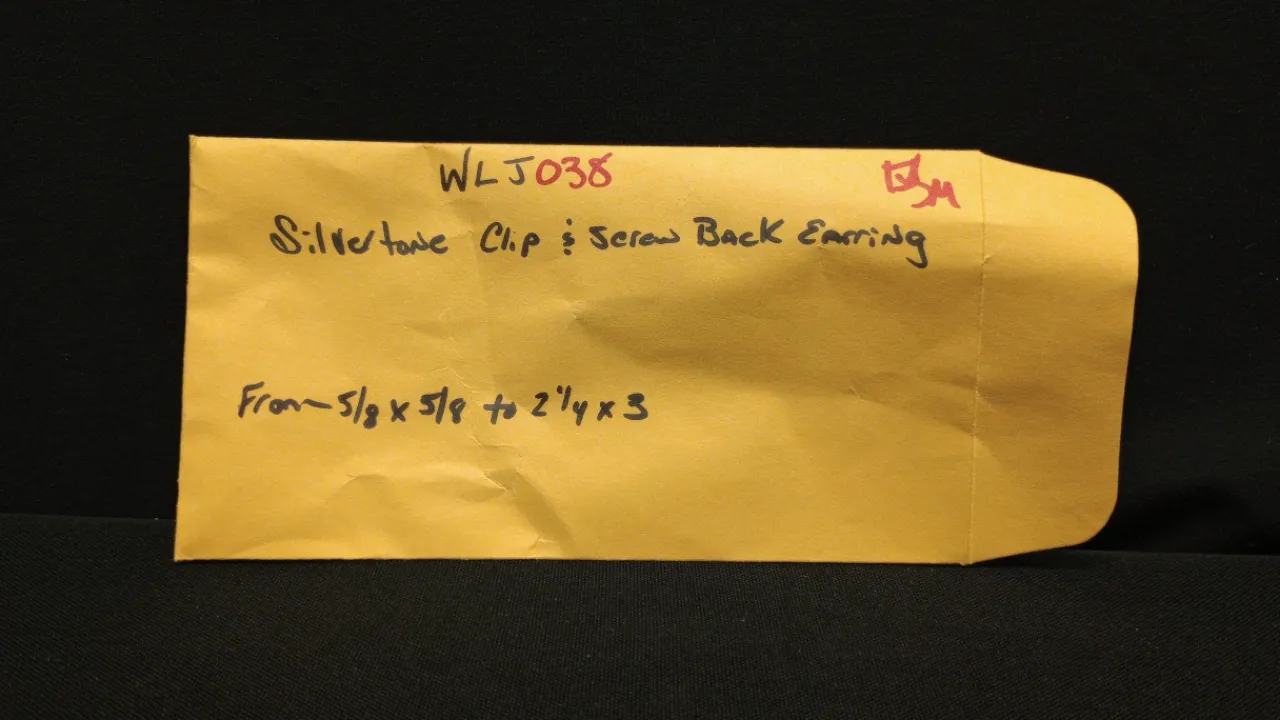 WLJ038
Silvertone Clip & Screw Back Earring
From 5/8 x 5/8 to 2 1/4 x 3